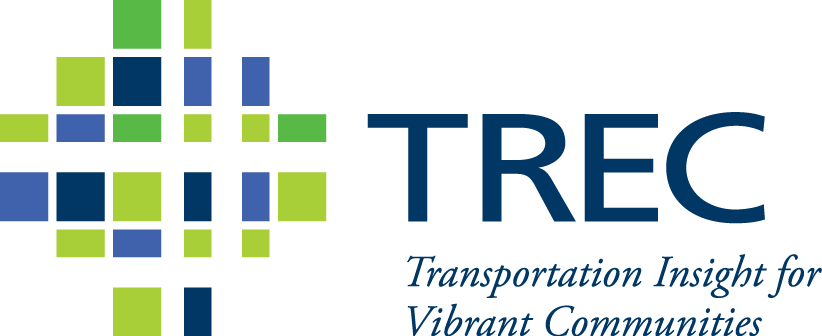 TREC
Transportation Insight for
Vibrant Communities